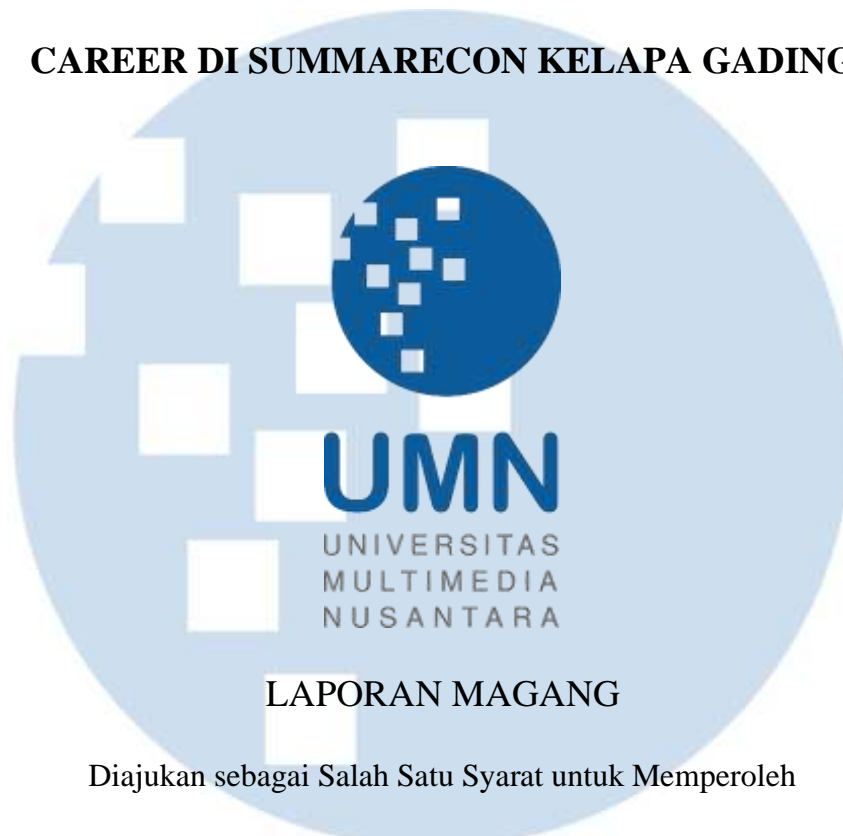 CAREER DI SUMMARECON KELAPA GADING
UMN
UNIVERSITAS
MULTIMEDIA
NUSANTARA
LAPORAN MAGANG
Diajukan sebagai Salah Satu Syarat untuk Memperoleh